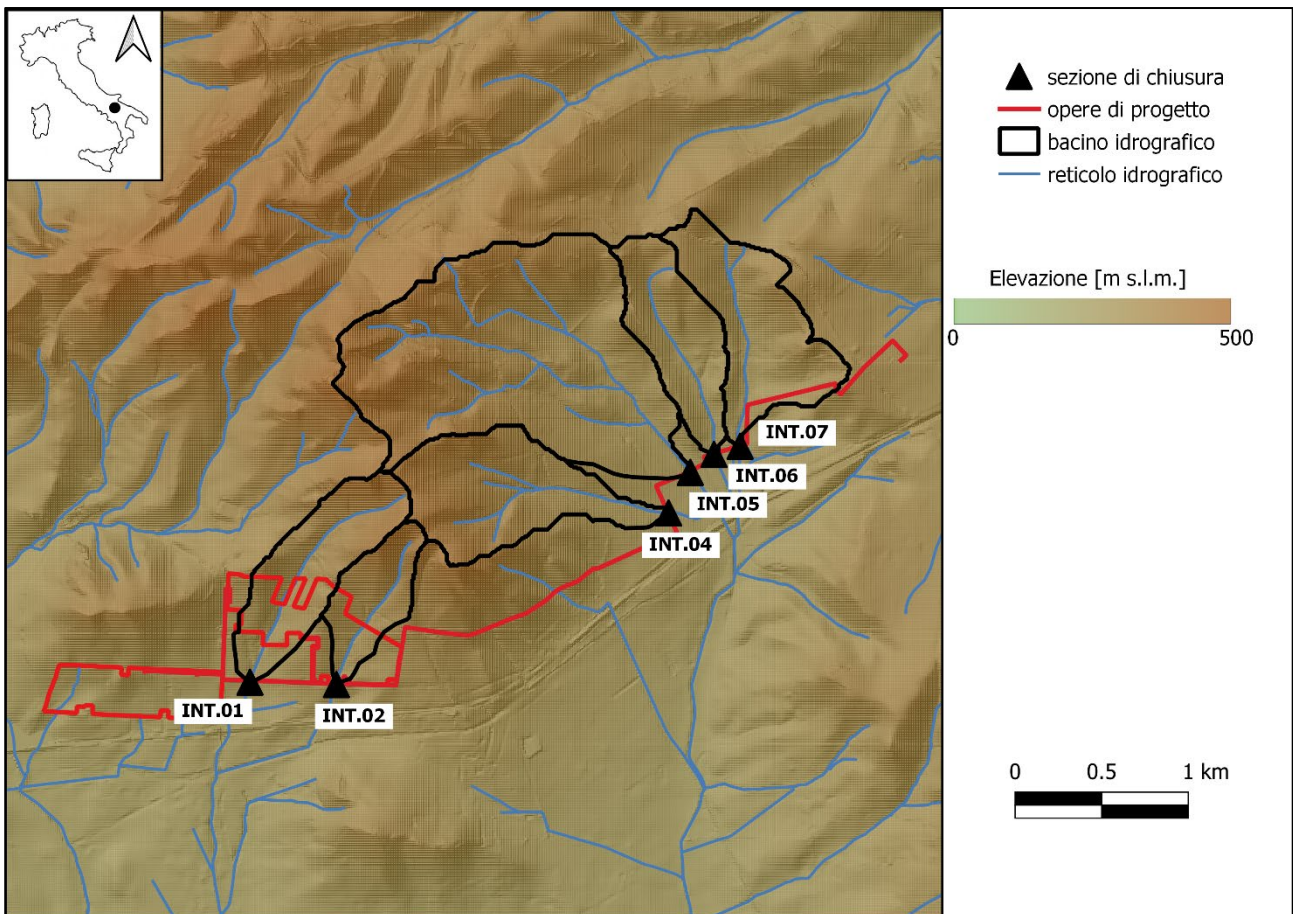 sezione di chiusura
opere di progetto
bacino idrografico
reticolo idrografico
Elevazione [m s.l.m.]
0 500
INT.07
INT.06
INT.05
INT.04
INT.01
INT.02
0 0.5 1 km